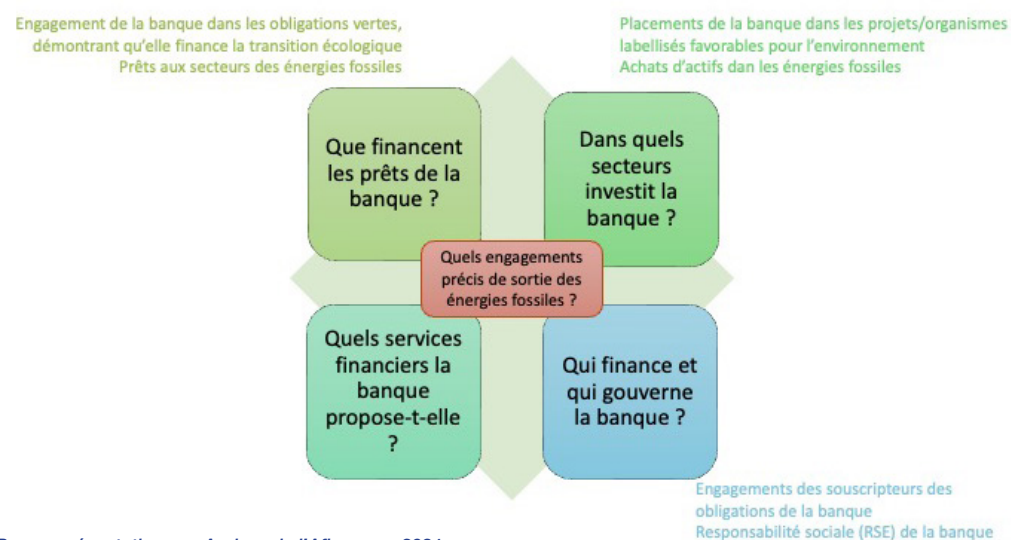 Engagement de la banque dans les obligations vertes,
démontrant qu'elle finance la transition écologique
Prêts aux secteurs des énergies fossiles
Placements de la banque dans les projets/organismes
labellisés favorables pour l'environnement
Achats d'actifs dan les énergies fossiles
Que financent
les prêts de la
banque ?
Dans quels
secteurs
investit la
banque ?
Quels engagements
précis de sortie des
énergies fossiles ?
Quels services
financiers la
banque
propose-t-elle
?
Qui finance et
qui gouverne
la banque ?
Engagements des souscripteurs des
obligations de la banque
Responsabilité sociale (RSE) de la banque